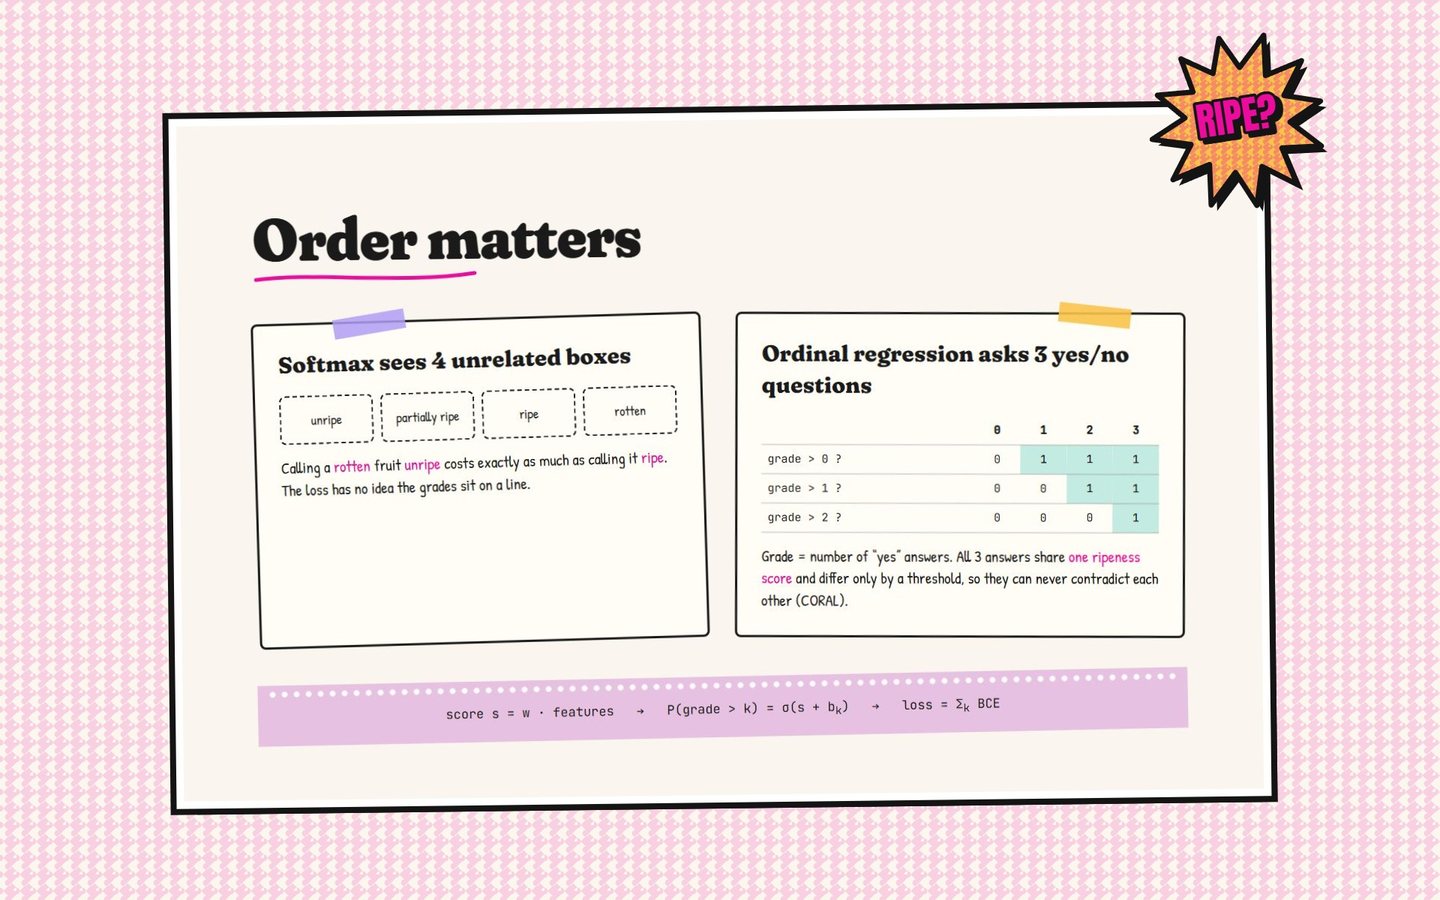 RIPE?
Order matters
Softmax sees 4 unrelated boxes
unripe
partially ripe
ripe
rotten
Calling a rotten fruit unripe costs exactly as much as calling it ripe.
The loss has no idea the grades sit on a line.
Ordinal regression asks 3 yes/no
questions
0 1 2 3
grade > 0 ? 0 1 1 1
grade > 1 ? 0 0 1 1
grade > 2 ? 0 0 0 1
Grade = number of “yes” answers. All 3 answers share one ripeness
score and differ only by a threshold, so they can never contradict each
other (CORAL).
score s = w · features → P(grade > k) = σ(s + bₖ) → loss = Σₖ BCE